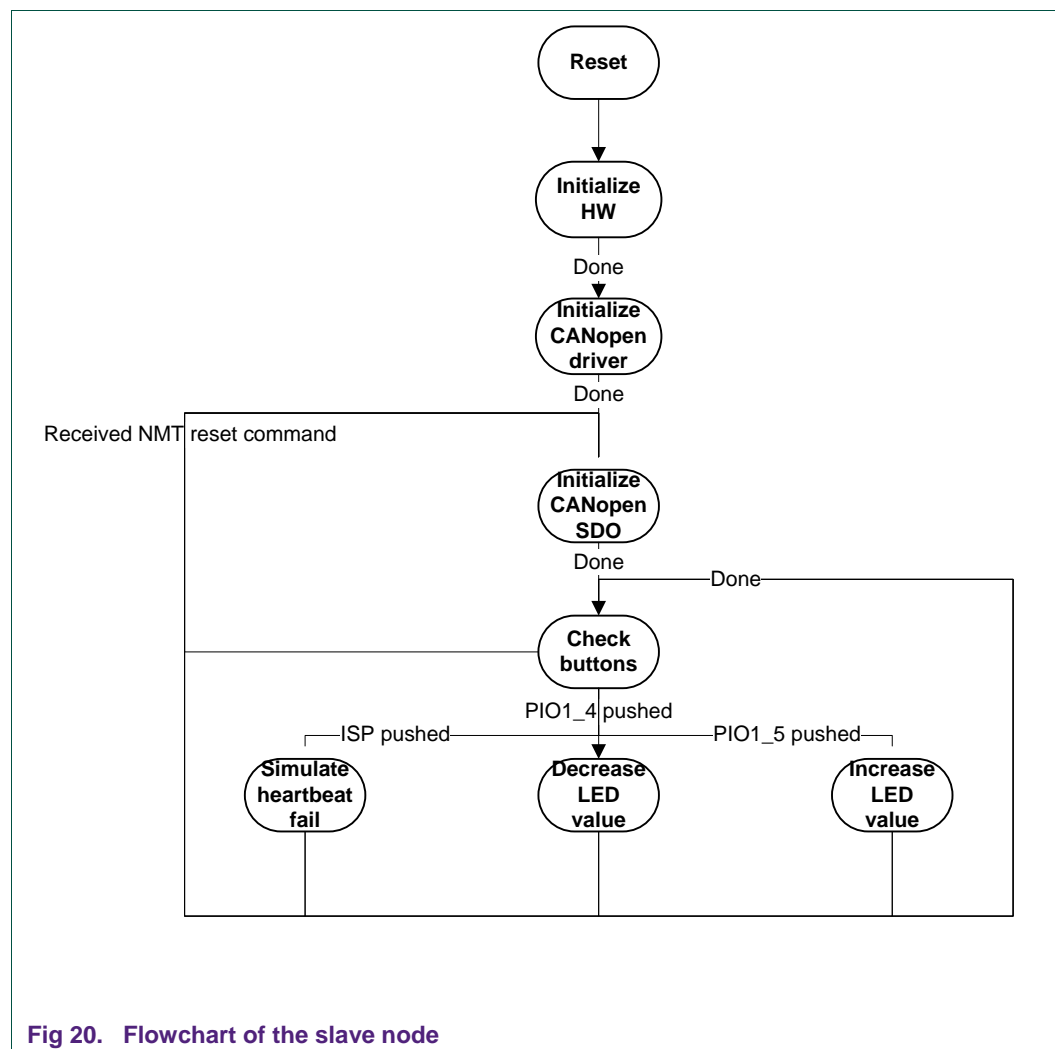 Reset
Initialize
HW
Done
Initialize
CANopen
driver
Done
Received NMT reset command
Initialize
CANopen
SDO
Done
Done
Check
buttons
PIO1_4 pushed
ISP pushed
PIO1_5 pushed
Simulate
heartbeat
fail
Decrease
LED
value
Increase
LED
value
Fig 20. Flowchart of the slave node